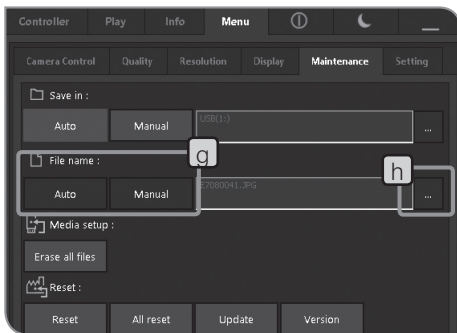 Controller Play Info Menu
Camera Control Quality Resolution Display Maintenance Setting
Save in :
Auto Manual USB(1:) ...
g
File name :
h
Auto Manual E7080041.JPG ...
Media setup :
Erase all files
Reset :
Reset All reset Update Version